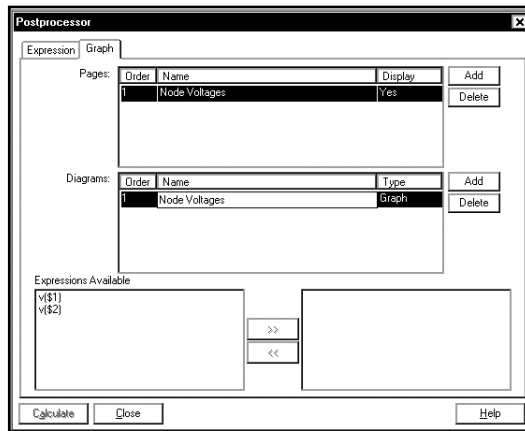 Postprocessor
Expression Graph
Pages: Order Name Display Add
1 Node Voltages Yes Delete
Diagrams: Order Name Type Add
1 Node Voltages Graph Delete
Expressions Available
v($1)
v($2)
>>
<<
Calculate Close Help